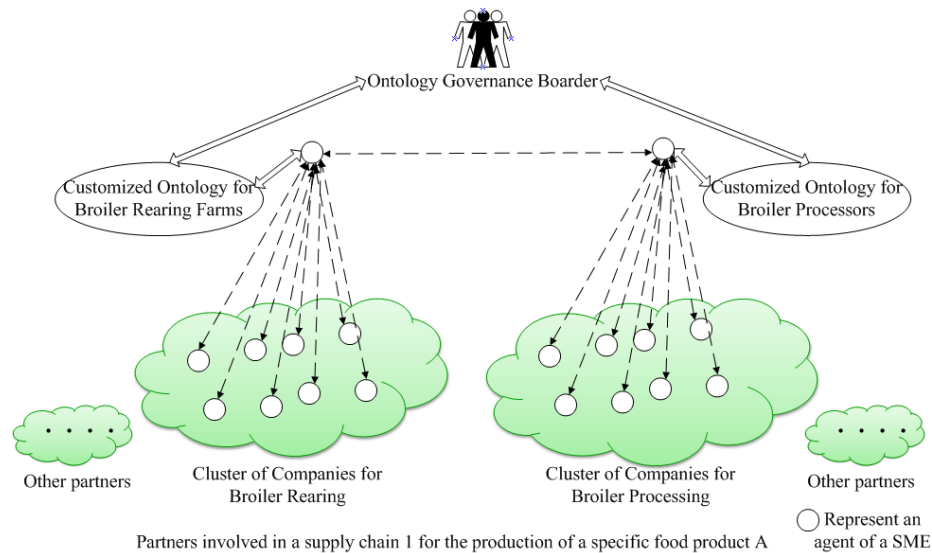 Ontology Governance Boarder
Customized Ontology for
Broiler Rearing Farms
Customized Ontology for
Broiler Processors
Other partners
Cluster of Companies for
Broiler Rearing
Cluster of Companies for
Broiler Processing
Other partners
Represent an
agent of a SME
Partners involved in a supply chain 1 for the production of a specific food product A